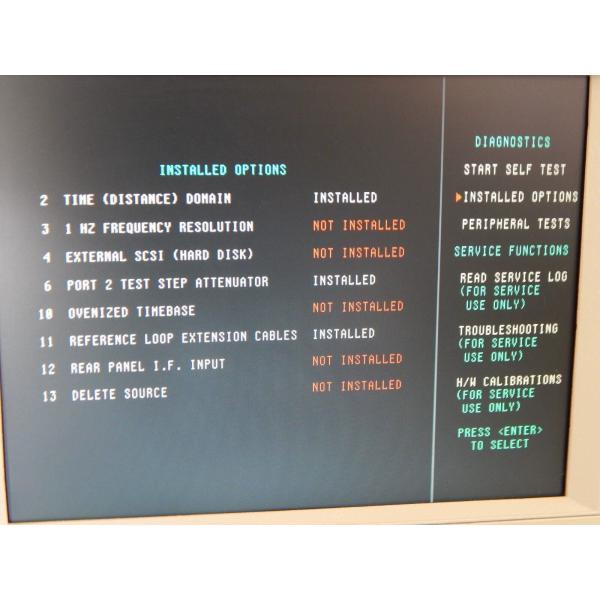 INSTALLED OPTIONS
2 TIME (DISTANCE) DOMAIN INSTALLED
3 1 HZ FREQUENCY RESOLUTION NOT INSTALLED
4 EXTERNAL SCSI (HARD DISK) NOT INSTALLED
6 PORT 2 TEST STEP ATTENUATOR INSTALLED
10 OVENIZED TIMEBASE NOT INSTALLED
11 REFERENCE LOOP EXTENSION CABLES INSTALLED
12 REAR PANEL I.F. INPUT NOT INSTALLED
13 DELETE SOURCE NOT INSTALLED
DIAGNOSTICS
START SELF TEST
INSTALLED OPTIONS
PERIPHERAL TESTS
SERVICE FUNCTIONS
READ SERVICE LOG
(FOR SERVICE
USE ONLY)
TROUBLESHOOTING
(FOR SERVICE
USE ONLY)
H/W CALIBRATIONS
(FOR SERVICE
USE ONLY)
PRESS <ENTER>
TO SELECT